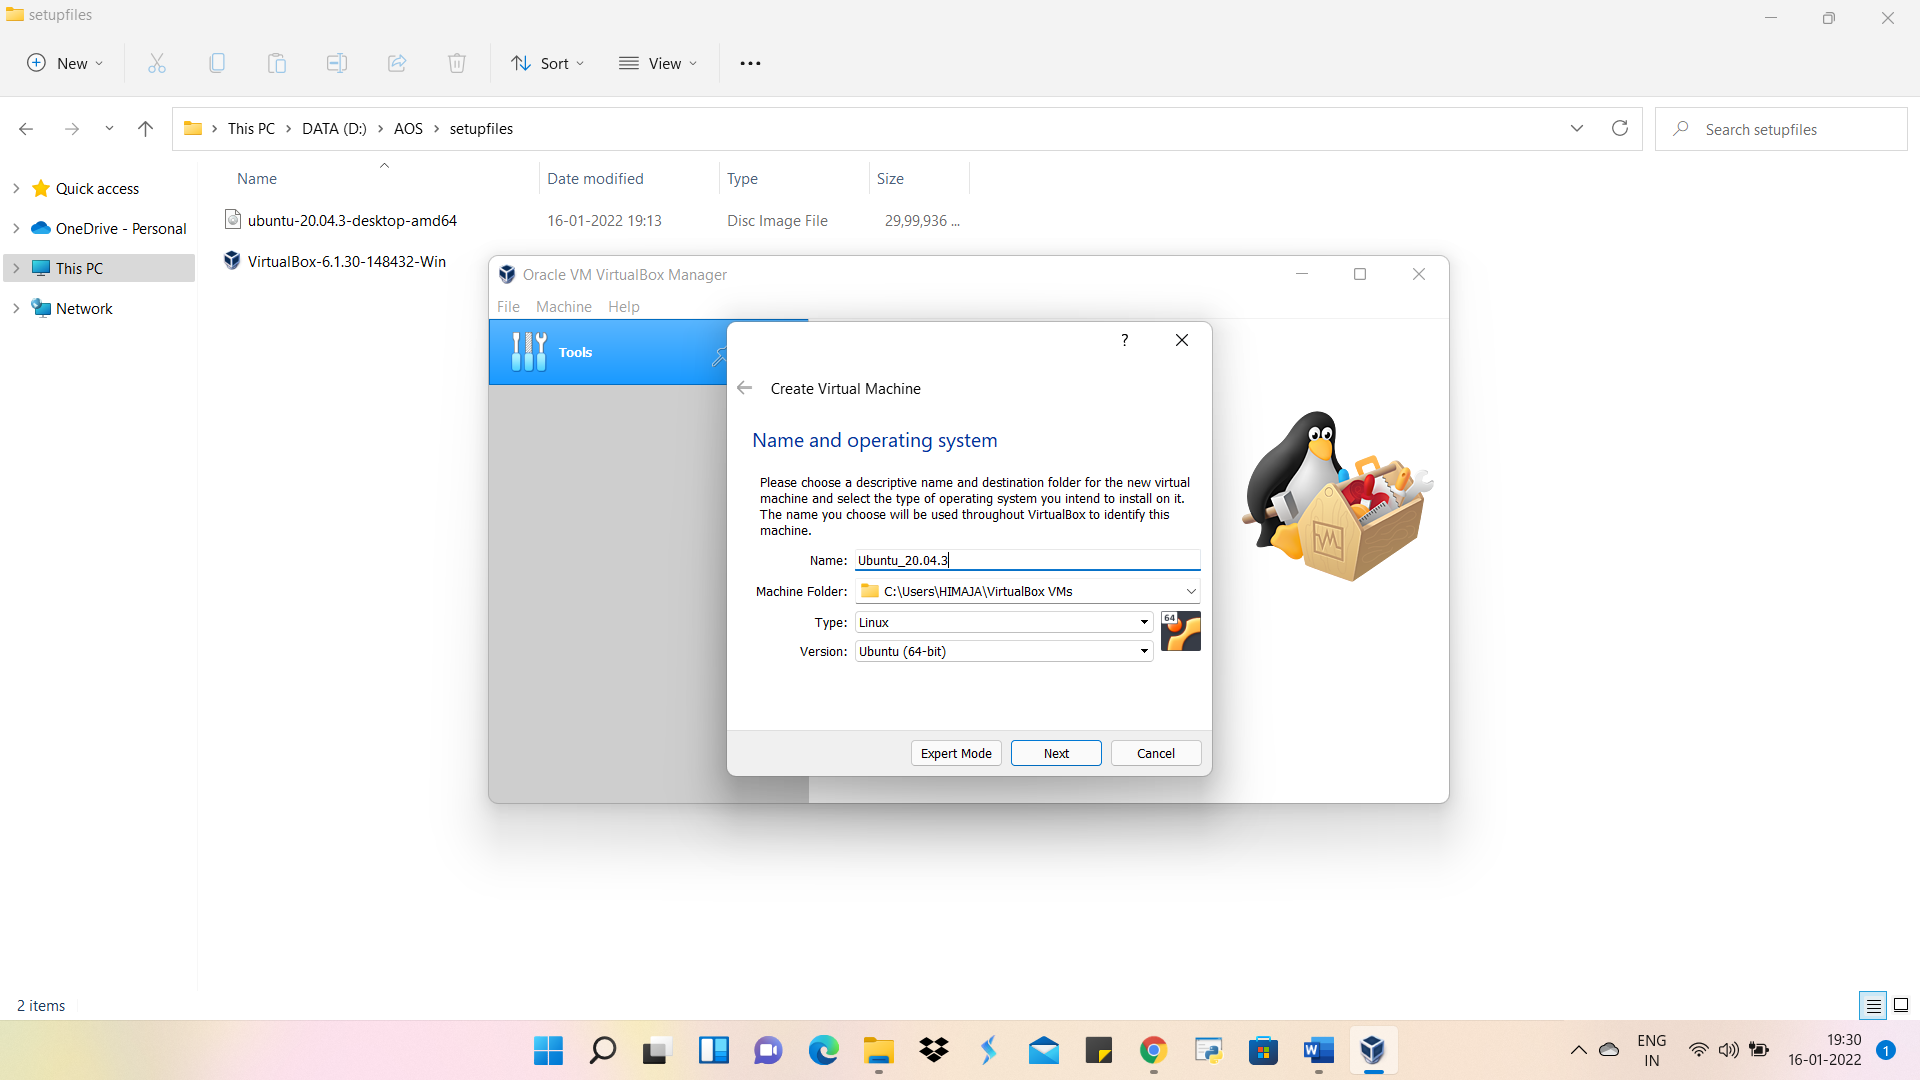 setupfiles
New
Sort
View
This PC
DATA (D:)
AOS
setupfiles
Search setupfiles
Name
Date modified
Type
Size
Quick access
OneDrive - Personal
This PC
Network
ubuntu-20.04.3-desktop-amd64
16-01-2022 19:13
Disc Image File
29,99,936 ...
VirtualBox-6.1.30-148432-Win
Oracle VM VirtualBox Manager
File
Machine
Help
Tools
?
Create Virtual Machine
Name and operating system
Please choose a descriptive name and destination folder for the new virtual
machine and select the type of operating system you intend to install on it.
The name you choose will be used throughout VirtualBox to identify this
machine.
Name:
Ubuntu_20.04.3
Machine Folder:
C:\Users\HIMAJA\VirtualBox VMs
Type:
Linux
64
Version:
Ubuntu (64-bit)
Expert Mode
Next
Cancel
2 items
ENG
IN
19:30
16-01-2022
1